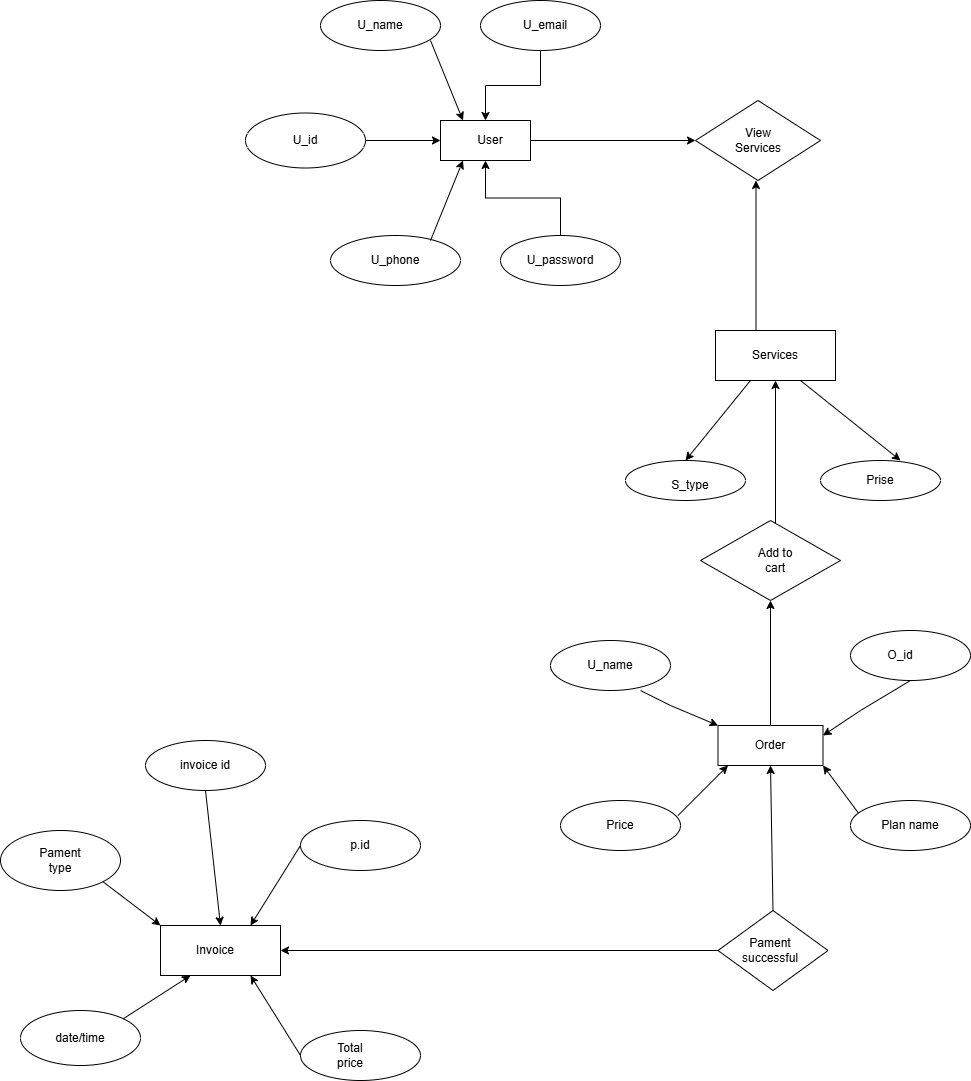 U_name
U_email
U_id
User
View
Services
U_phone
U_password
Services
S_type
Prise
Add to
cart
U_name
O_id
Order
invoice id
Price
Plan name
Pament
type
p.id
Invoice
Pament
successful
date/time
Total
price